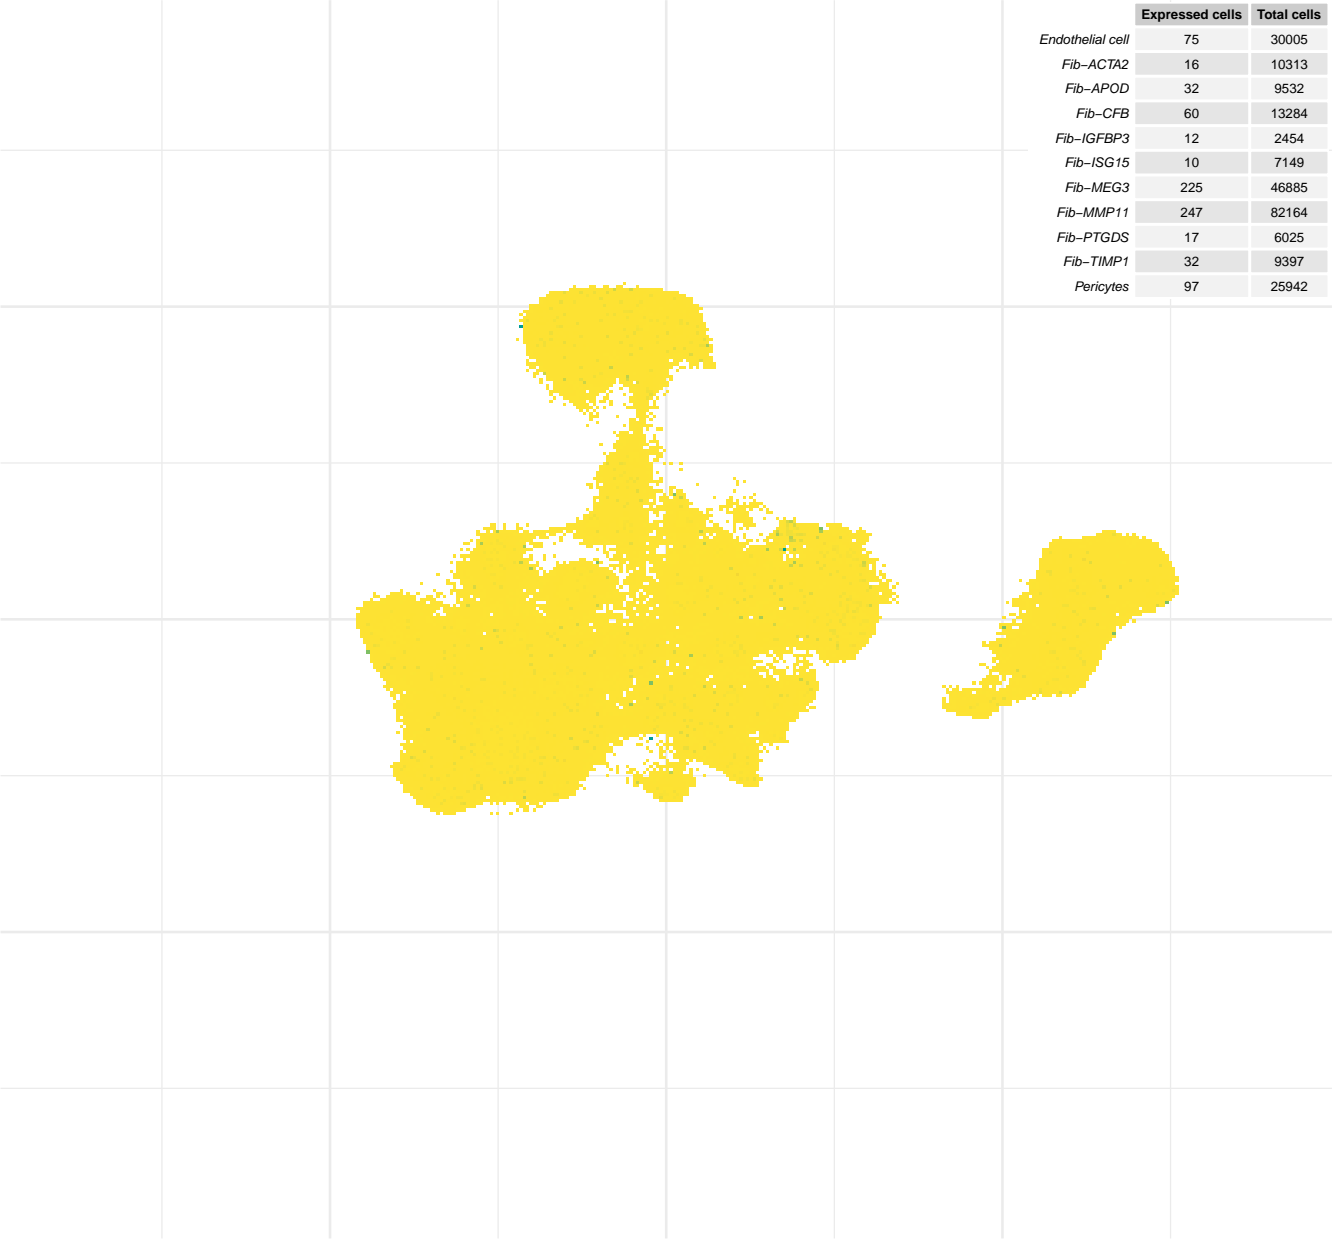 Expressed cells Total cells
Endothelial cell 75 30005
Fib−ACTA2 16 10313
Fib−APOD 32 9532
Fib−CFB 60 13284
Fib−IGFBP3 12 2454
Fib−ISG15 10 7149
Fib−MEG3 225 46885
Fib−MMP11 247 82164
Fib−PTGDS 17 6025
Fib−TIMP1 32 9397
Pericytes 97 25942